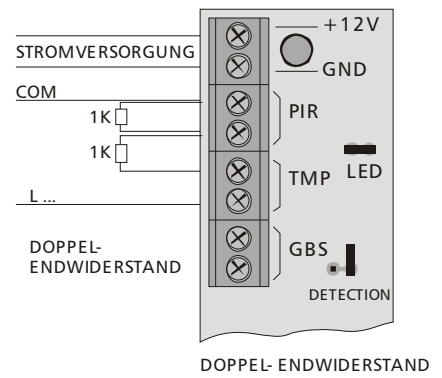 +12V
STROMVERSORGUNG
GND
COM
1K
PIR
1K
TMP
LED
L ...
DOPPEL-
ENDWIDERSTAND
GBS
DETECTION
DOPPEL- ENDWIDERSTAND